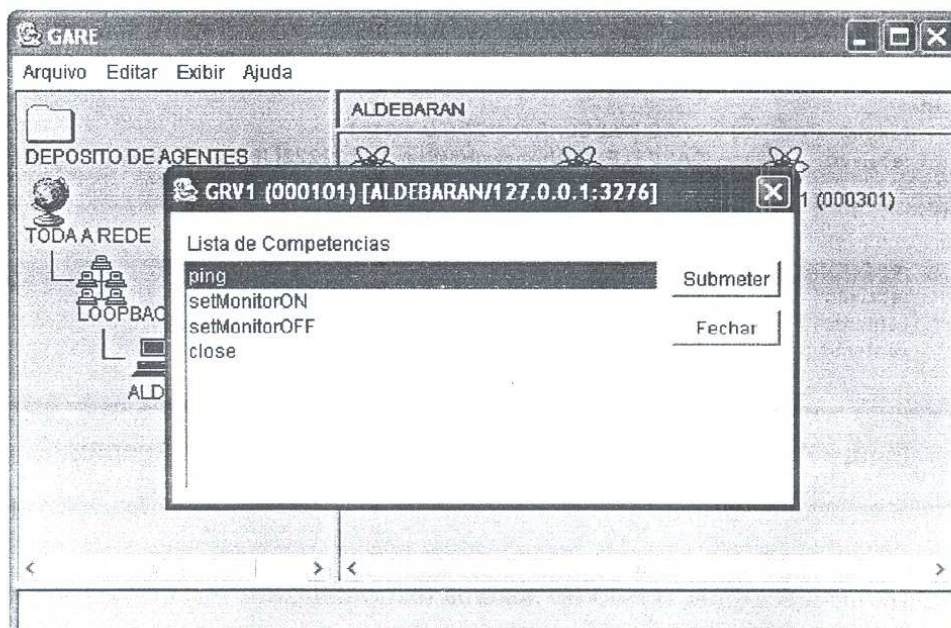 GARE
Arquivo Editar Exibir Ajuda
ALDEBARAN
DEPOSITO DE AGENTES
GRV1 (000101) [ALDEBARAN/127.0.0.1:3276]
1 (000301)
TODA A REDE
Lista de Competencias
ping
Submeter
setMonitorON
LOOPBAC
setMonitorOFF
Fechar
close
ALD